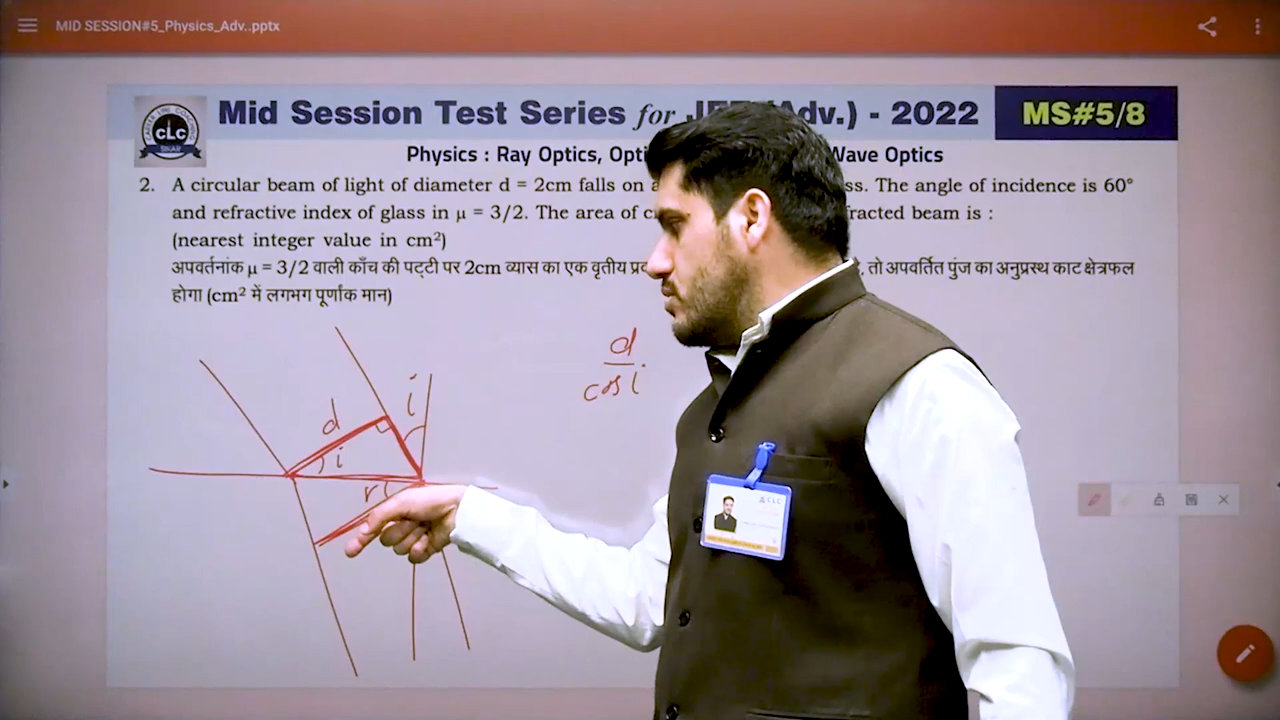 MID SESSION#5_Physics_Adv..pptx
Mid Session Test Series for JEE (Adv.) - 2022
MS#5/8
CLC
Physics : Ray Optics, Opti Wave Optics
2. A circular beam of light of diameter d = 2cm falls on a ss. The angle of incidence is 60°
and refractive index of glass in μ = 3/2. The area of c fracted beam is :
(nearest integer value in cm²)
अपवर्तनांक μ = 3/2 वाली काँच की पट्टी पर 2cm व्यास का एक वृतीय प्र तो अपवर्तित पुंज का अनुप्रस्थ काट क्षेत्रफल
होगा (cm² में लगभग पूर्णांक मान)
d
cos i
i
d
i
r